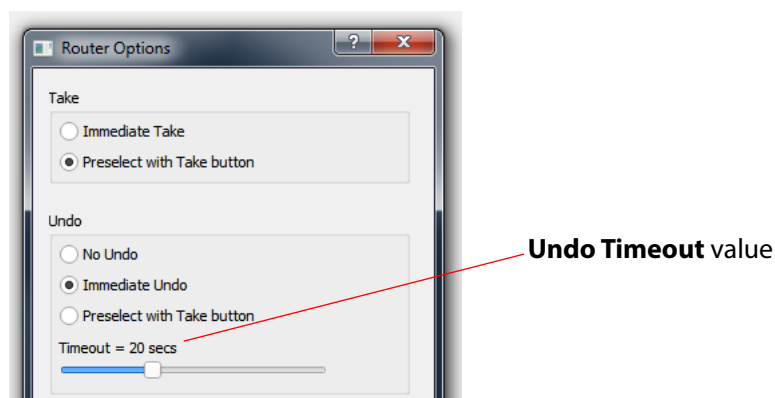 Router Options
?
X
Take
Immediate Take
Preselect with Take button
Undo
No Undo
Immediate Undo
Preselect with Take button
Timeout = 20 secs
Undo Timeout value